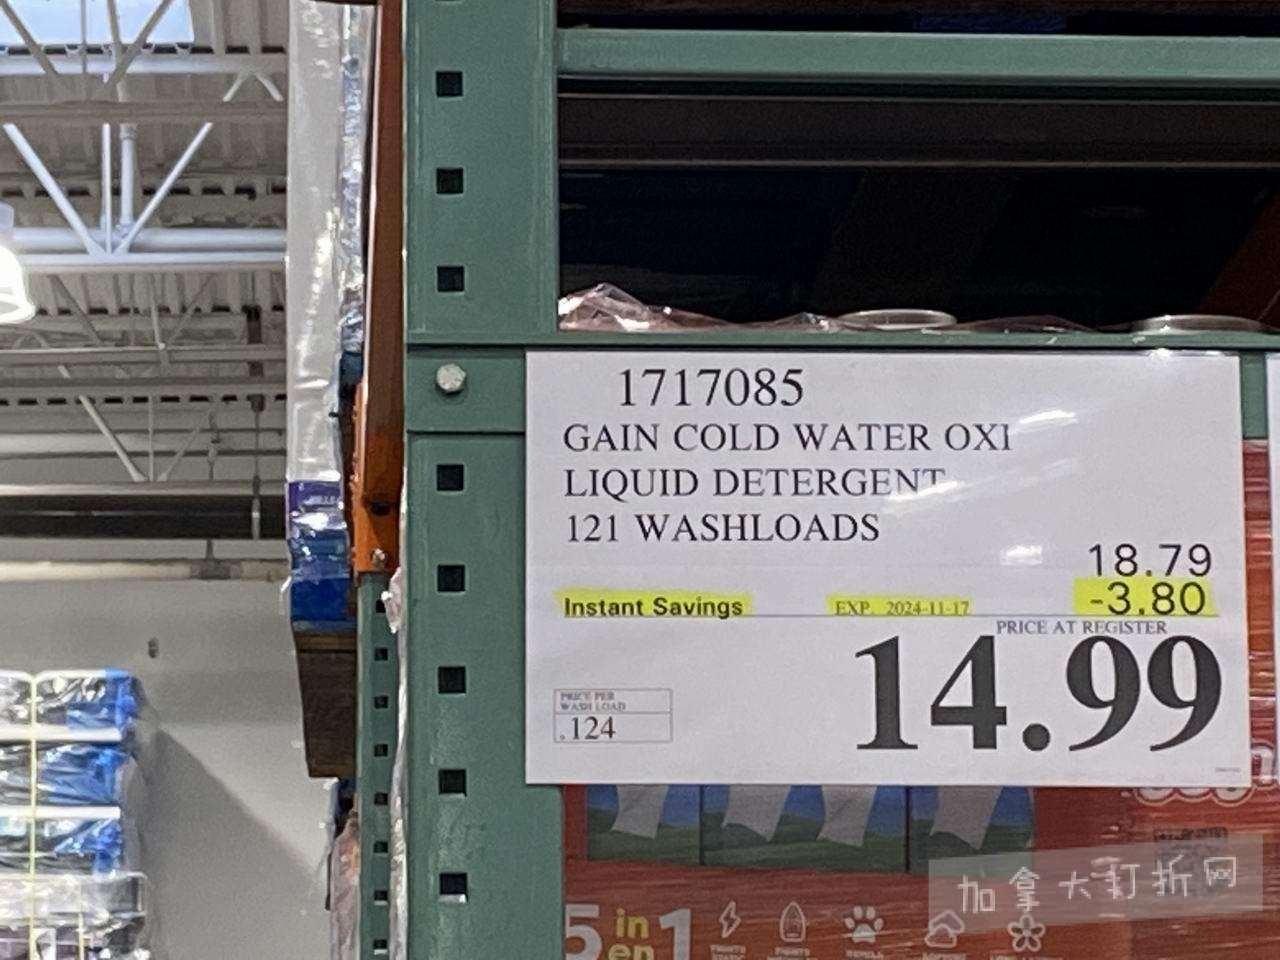 1717085
GAIN COLD WATER OXI
LIQUID DETERGENT
121 WASHLOADS
18.79
Instant Savings EXP. 2024-11-17 -3.80
PRICE AT REGISTER
14.99
PRICE PER
WASH LOAD
.124
5 in en 1
加拿大打折网